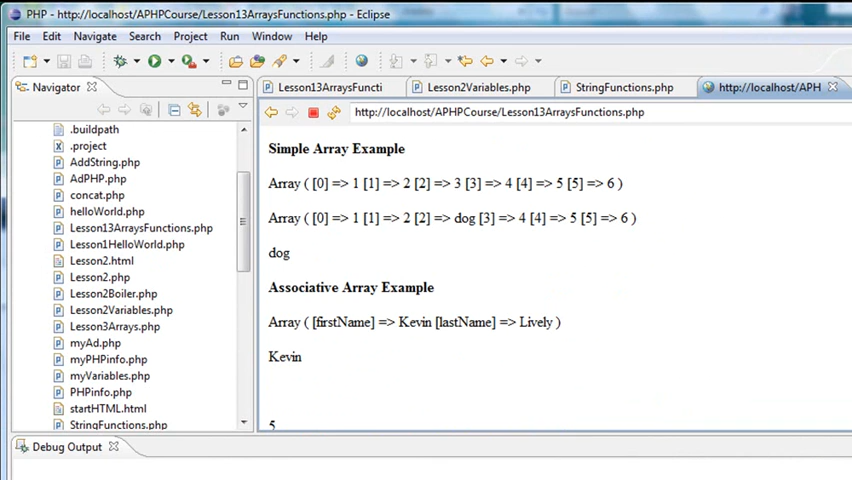 PHP - http://localhost/APHPCourse/Lesson13ArraysFunctions.php - Eclipse
File Edit Navigate Search Project Run Window Help
Navigator
Lesson13ArraysFuncti
Lesson2Variables.php
StringFunctions.php
http://localhost/APH
http://localhost/APHPCourse/Lesson13ArraysFunctions.php
.buildpath
.project
AddString.php
AdPHP.php
concat.php
helloWorld.php
Lesson13ArraysFunctions.php
Lesson1HelloWorld.php
Lesson2.html
Lesson2.php
Lesson2Boiler.php
Lesson2Variables.php
Lesson3Arrays.php
myAd.php
myPHPinfo.php
myVariables.php
PHPinfo.php
startHTML.html
StringFunctions.php
Simple Array Example
Array ( [0] => 1 [1] => 2 [2] => 3 [3] => 4 [4] => 5 [5] => 6 )
Array ( [0] => 1 [1] => 2 [2] => dog [3] => 4 [4] => 5 [5] => 6 )
dog
Associative Array Example
Array ( [firstName] => Kevin [lastName] => Lively )
Kevin
5
Debug Output